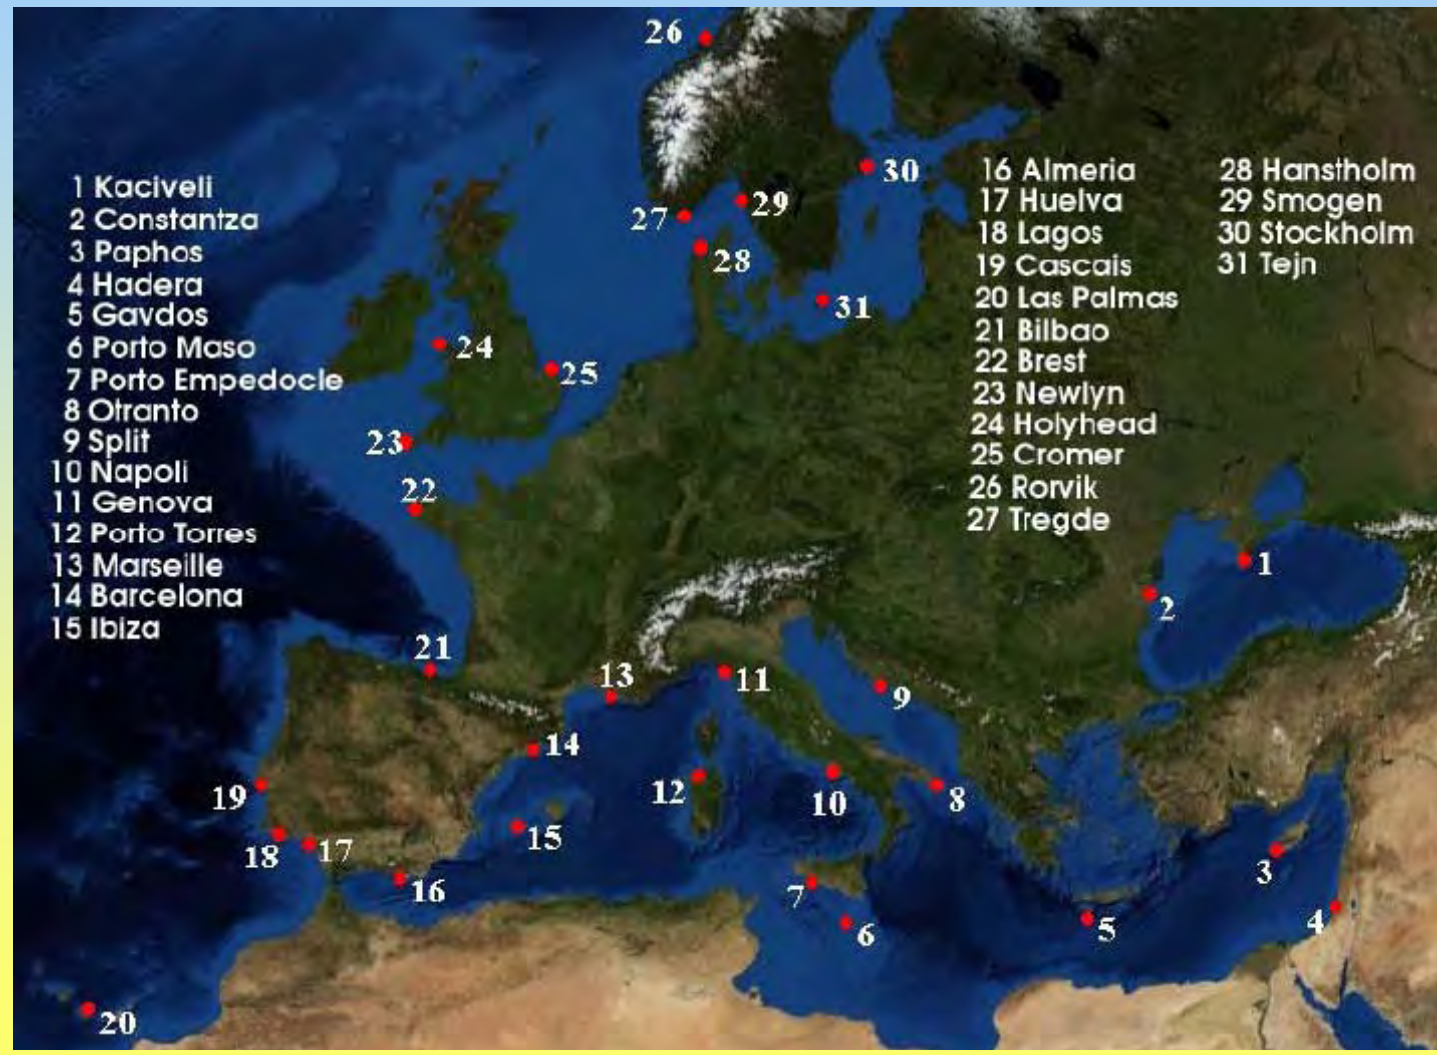 1 Kaciveli
2 Constantza
3 Paphos
4 Hadera
5 Gavdos
6 Porto Maso
7 Porto Empedocle
8 Otranto
9 Split
10 Napoli
11 Genova
12 Porto Torres
13 Marseille
14 Barcelona
15 Ibiza
16 Almeria
17 Huelva
18 Lagos
19 Cascais
20 Las Palmas
21 Bilbao
22 Brest
23 Newlyn
24 Holyhead
25 Cromer
26 Rorvik
27 Tregde
28 Hanstholm
29 Smogen
30 Stockholm
31 Tejn
26
30
29
27
28
31
24
25
23
22
1
2
21
13
11
9
14
12
10
8
19
15
18
17
16
7
6
5
3
4
20